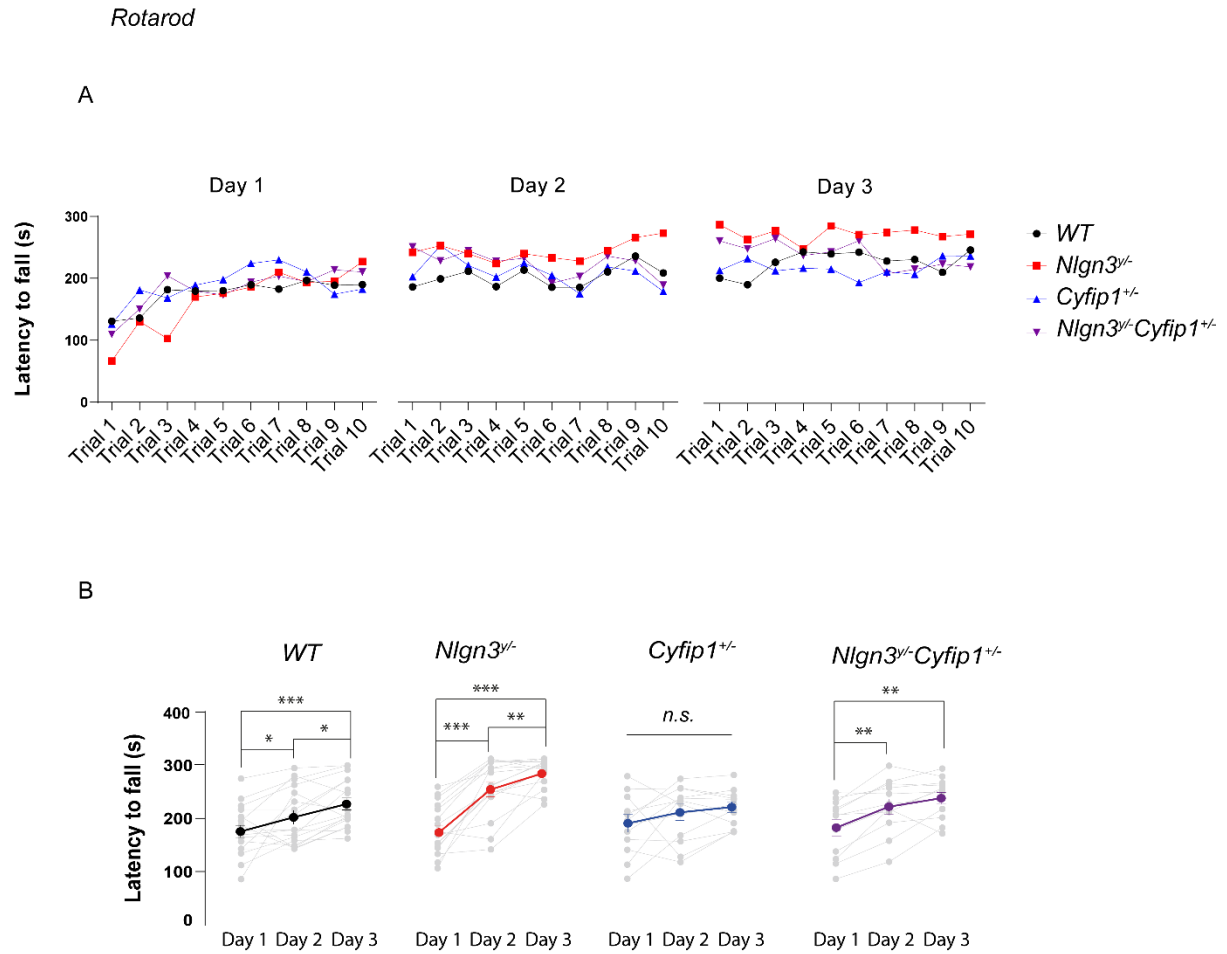 Rotarod
A
Day 1 Day 2 Day 3
Latency to fall (s)
300
200
100
0
WT
Nlgn3y/-
Cyfip1+/-
Nlgn3y/-Cyfip1+/-
Trial 1 Trial 2 Trial 3 Trial 4 Trial 5 Trial 6 Trial 7 Trial 8 Trial 9 Trial 10
Trial 1 Trial 2 Trial 3 Trial 4 Trial 5 Trial 6 Trial 7 Trial 8 Trial 9 Trial 10
Trial 1 Trial 2 Trial 3 Trial 4 Trial 5 Trial 6 Trial 7 Trial 8 Trial 9 Trial 10
B
WT Nlgn3y/- Cyfip1+/- Nlgn3y/-Cyfip1+/-
Latency to fall (s)
400
300
200
100
0
***
* *
***
*** **
n.s.
**
**
Day 1 Day 2 Day 3 Day 1 Day 2 Day 3 Day 1 Day 2 Day 3 Day 1 Day 2 Day 3